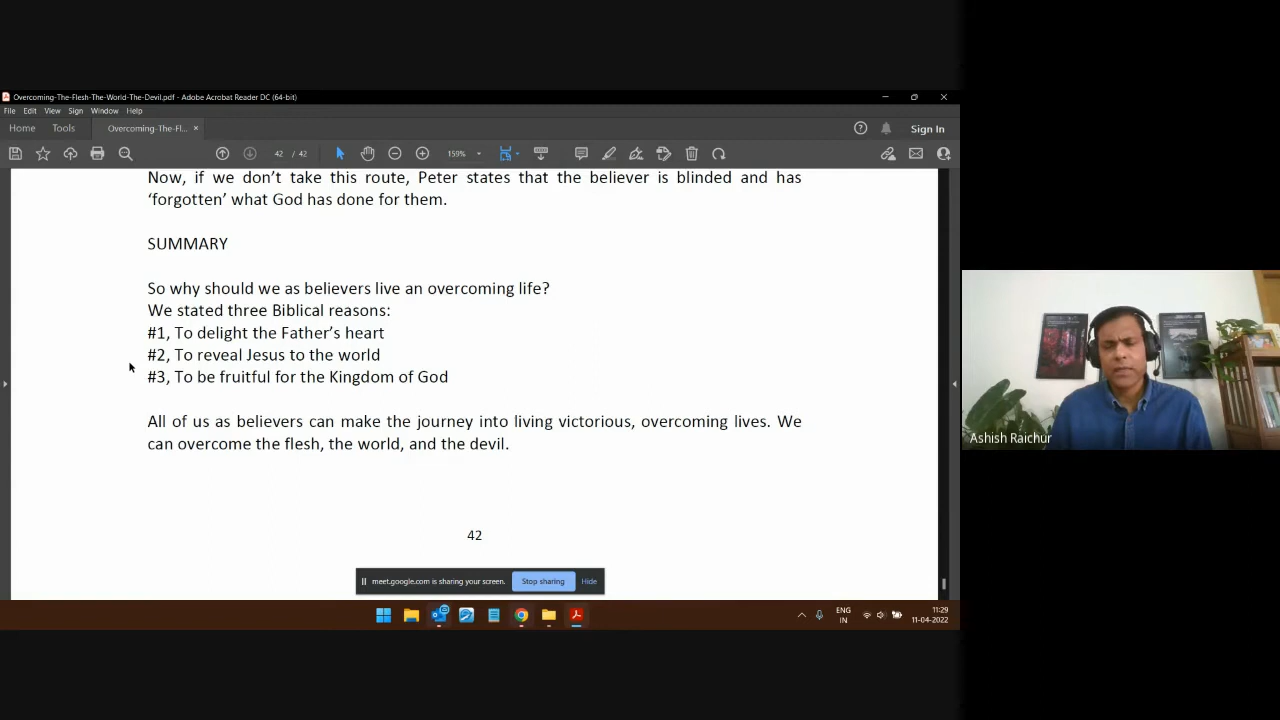 Overcoming-The-Flesh-The-World-The-Devil.pdf - Adobe Acrobat Reader DC (64-bit)
File Edit View Sign Window Help
Home Tools Overcoming-The-Fl... × Sign In
42 / 42 159%
Now, if we don’t take this route, Peter states that the believer is blinded and has
‘forgotten’ what God has done for them.
SUMMARY
So why should we as believers live an overcoming life?
We stated three Biblical reasons:
#1, To delight the Father’s heart
#2, To reveal Jesus to the world
#3, To be fruitful for the Kingdom of God
All of us as believers can make the journey into living victorious, overcoming lives. We
can overcome the flesh, the world, and the devil.
42
meet.google.com is sharing your screen. Stop sharing Hide
ENG
IN
11:29
11-04-2022
Ashish Raichur